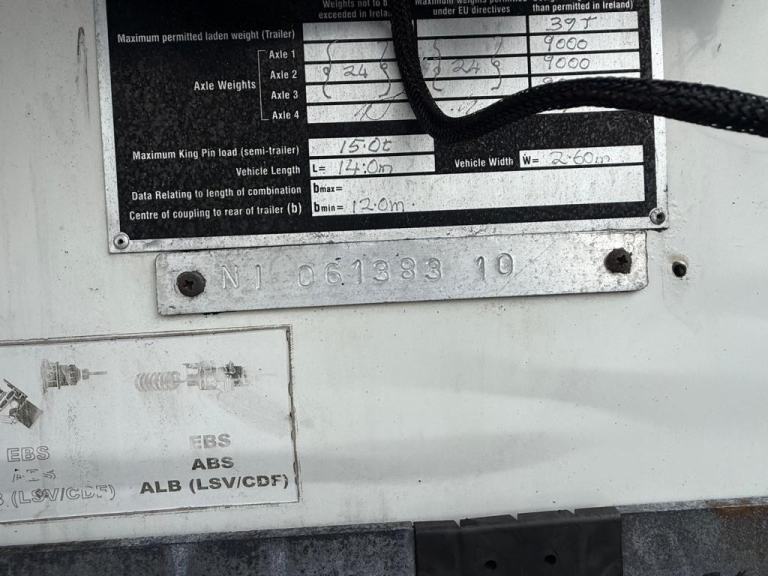 Weights not to b
exceeded in Irela
Maximum weights permitted
under EU directives
than permitted in Ireland)
Maximum permitted laden weight (Trailer)
39T
Axle Weights
Axle 1
9000
Axle 2
24
24
9000
Axle 3
Axle 4
Maximum King Pin load (semi-trailer)
15.0t
Vehicle Length
L= 14.0m
Vehicle Width
W= 2.60m
Data Relating to length of combination
bmax=
Centre of coupling to rear of trailer (b)
bmin= 12.0m.
NI 061383 10
EBS
(LSV/CDF)
EBS
ABS
ALB (LSV/CDF)